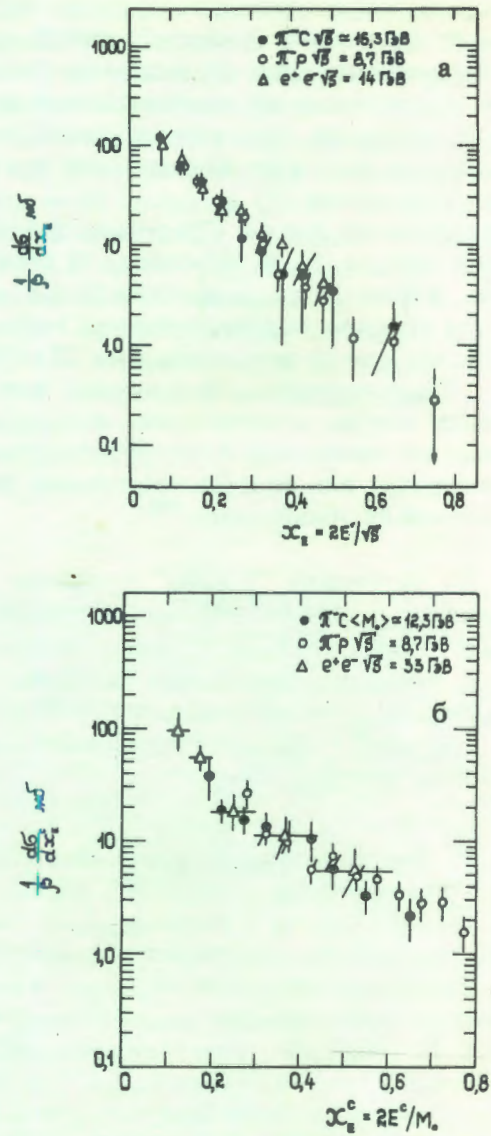 1000
100
10
1,0
0,1
0
0,2
0,4
0,6
0,8
● π⁻C √s ≃ 16,3 ГэВ
○ π⁻p √s = 8,7 ГэВ
△ e⁺e⁻ √s = 14 ГэВ
а
x_E = 2E*/√s
1000
100
10
1,0
0,1
0
0,2
0,4
0,6
0,8
● π⁻C <M₀> ≃ 12,3 ГэВ
○ π⁻p √s = 8,7 ГэВ
△ e⁺e⁻ √s = 33 ГэВ
б
x_E^c = 2E^c/M₀